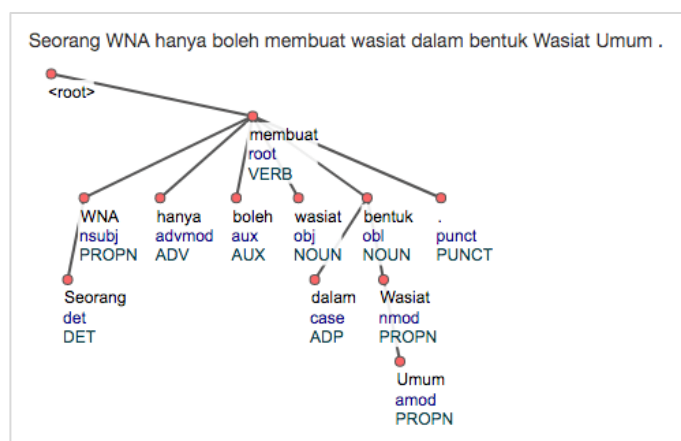 Seorang WNA hanya boleh membuat wasiat dalam bentuk Wasiat Umum .
<root>
membuat
root
VERB
WNA hanya boleh wasiat bentuk .
nsubj advmod aux obj obl punct
PROPN ADV AUX NOUN NOUN PUNCT
Seorang dalam Wasiat
det case nmod
DET ADP PROPN
Umum
amod
PROPN